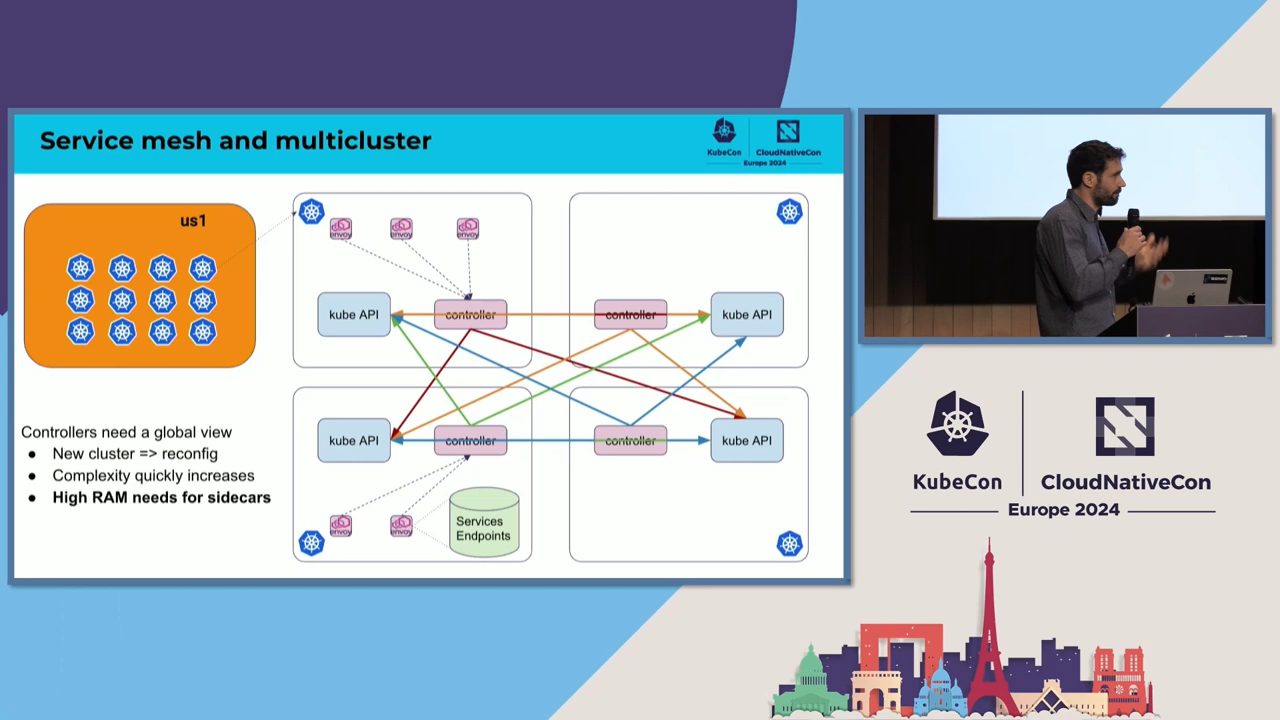 Service mesh and multicluster
KubeCon
CloudNativeCon
Europe 2024
us1
envoy
envoy
envoy
kube API
controller
controller
kube API
kube API
controller
controller
kube API
Controllers need a global view
● New cluster => reconfig
● Complexity quickly increases
● High RAM needs for sidecars
envoy
envoy
Services
Endpoints
KubeCon
CloudNativeCon
Europe 2024